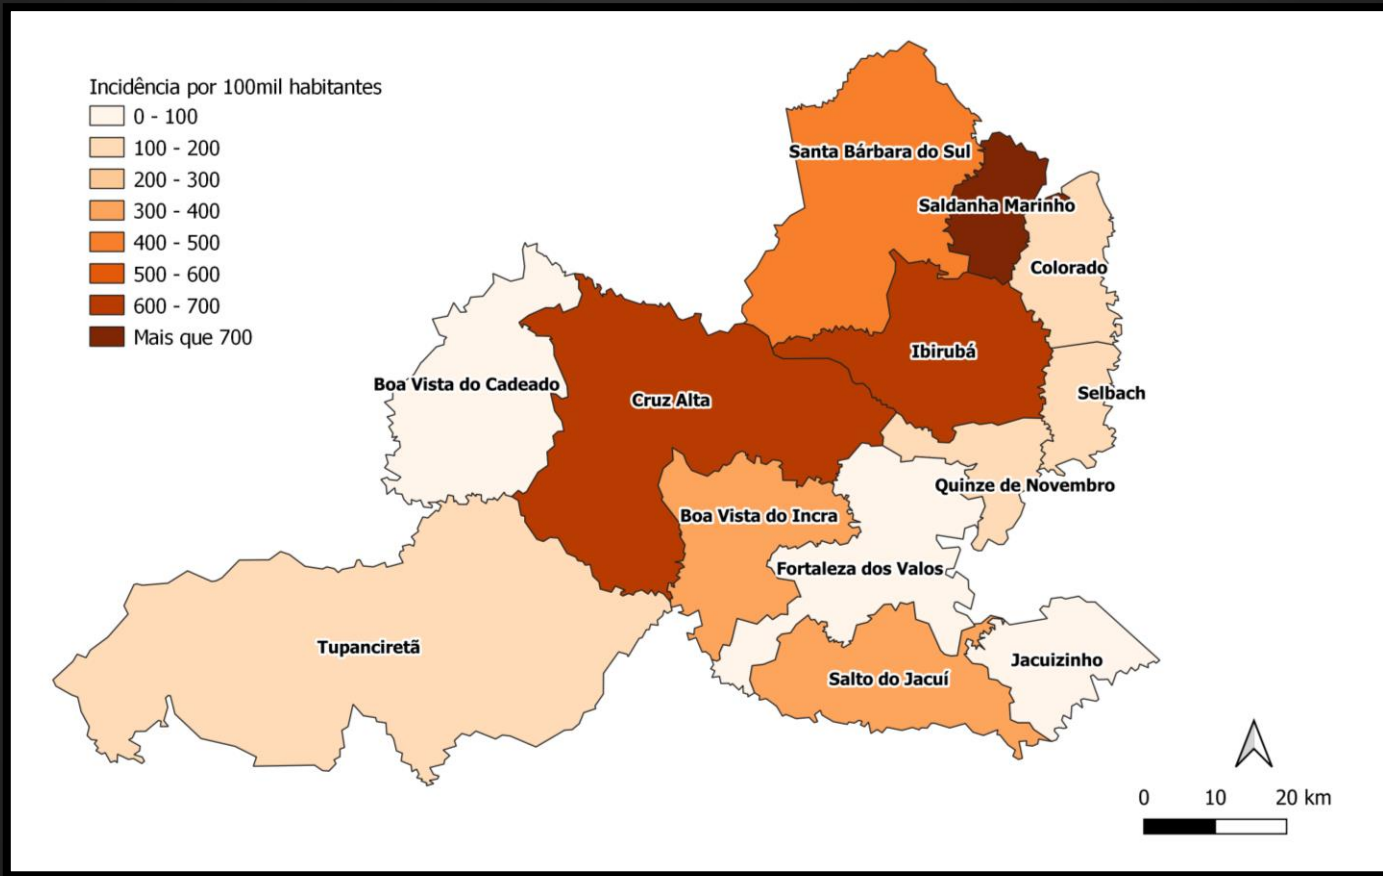 Incidência por 100mil habitantes
0 - 100
100 - 200
200 - 300
300 - 400
400 - 500
500 - 600
600 - 700
Mais que 700
Santa Bárbara do Sul
Saldanha Marinho
Colorado
Ibirubá
Boa Vista do Cadeado
Cruz Alta
Selbach
Quinze de Novembro
Boa Vista do Incra
Fortaleza dos Valos
Tupanciretã
Jacuizinho
Salto do Jacuí
0 10 20 km